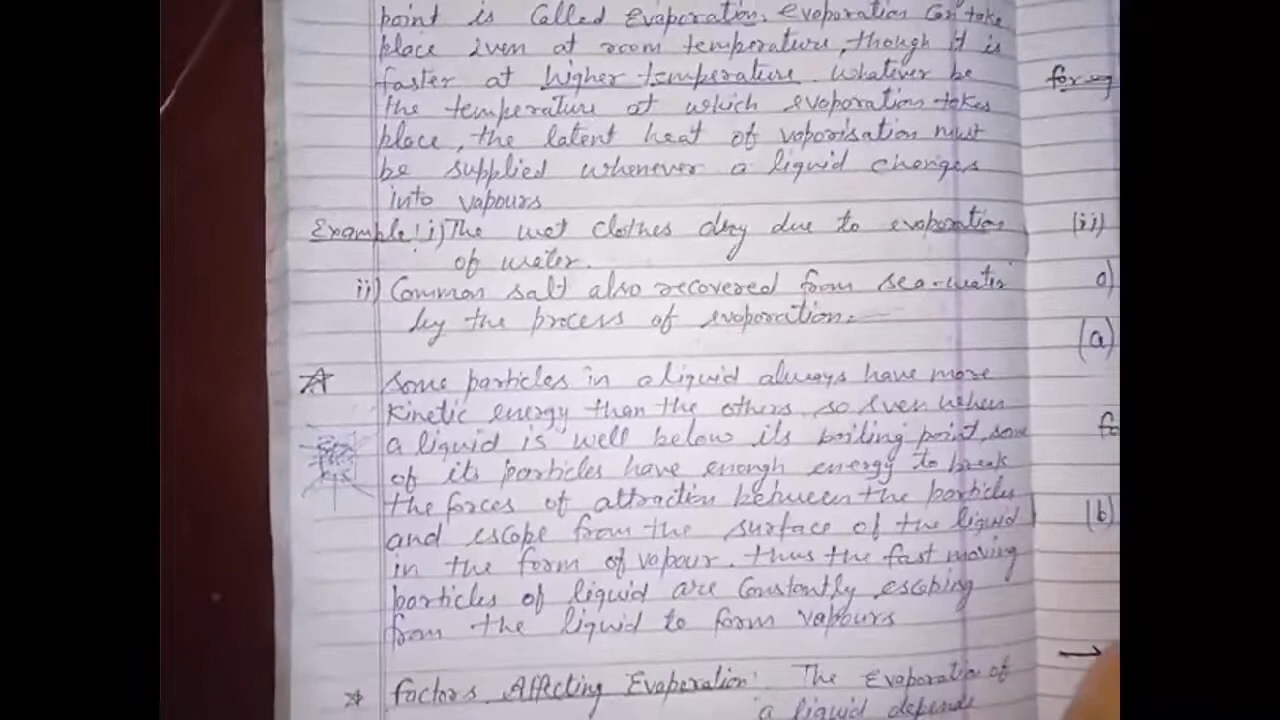 point is Called Evaporation. evaporation can take
place even at room temperature, though it is
faster at higher temperature. Whatever be
the temperature at which evaporation takes
place, the latent heat of vaporisation must
be supplied whenever a liquid changes
into vapours
Example: i) The wet clothes dry due to evaporation
of water.
ii) Common salt also recovered from sea-water
by the process of evaporation.
Some particles in a liquid always have more
kinetic energy than the others, so even when
a liquid is well below its boiling point, some
of its particles have enough energy to break
the forces of attraction between the particles
and escape from the surface of the liquid
in the form of vapour. thus the fast moving
particles of liquid are constantly escaping
from the liquid to form vapours
Factors Affecting Evaporation: The Evaporation of
a liquid depends
for eg
(ii)
a)
(a)
fo
(b)